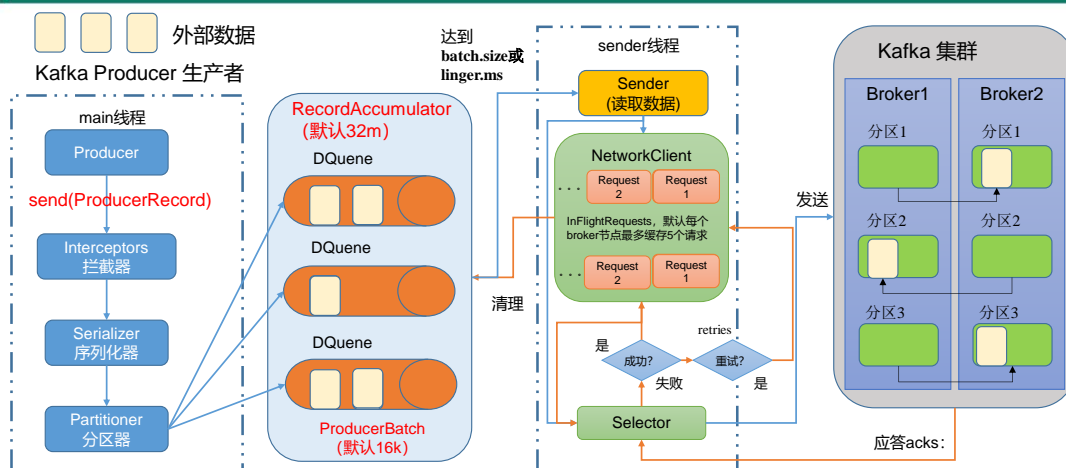 外部数据
Kafka Producer 生产者
main线程
Producer
send(ProducerRecord)
Interceptors
拦截器
Serializer
序列化器
Partitioner
分区器
RecordAccumulator
(默认32m)
DQuene
DQuene
DQuene
ProducerBatch
(默认16k)
达到
batch.size或
linger.ms
清理
sender线程
Sender
(读取数据)
NetworkClient
...
Request
2
Request
1
InFlightRequests，默认每个
broker节点最多缓存5个请求
...
Request
2
Request
1
是
成功?
失败
retries
重试?
是
Selector
发送
应答acks:
Kafka 集群
Broker1
分区1
分区2
分区3
Broker2
分区1
分区2
分区3